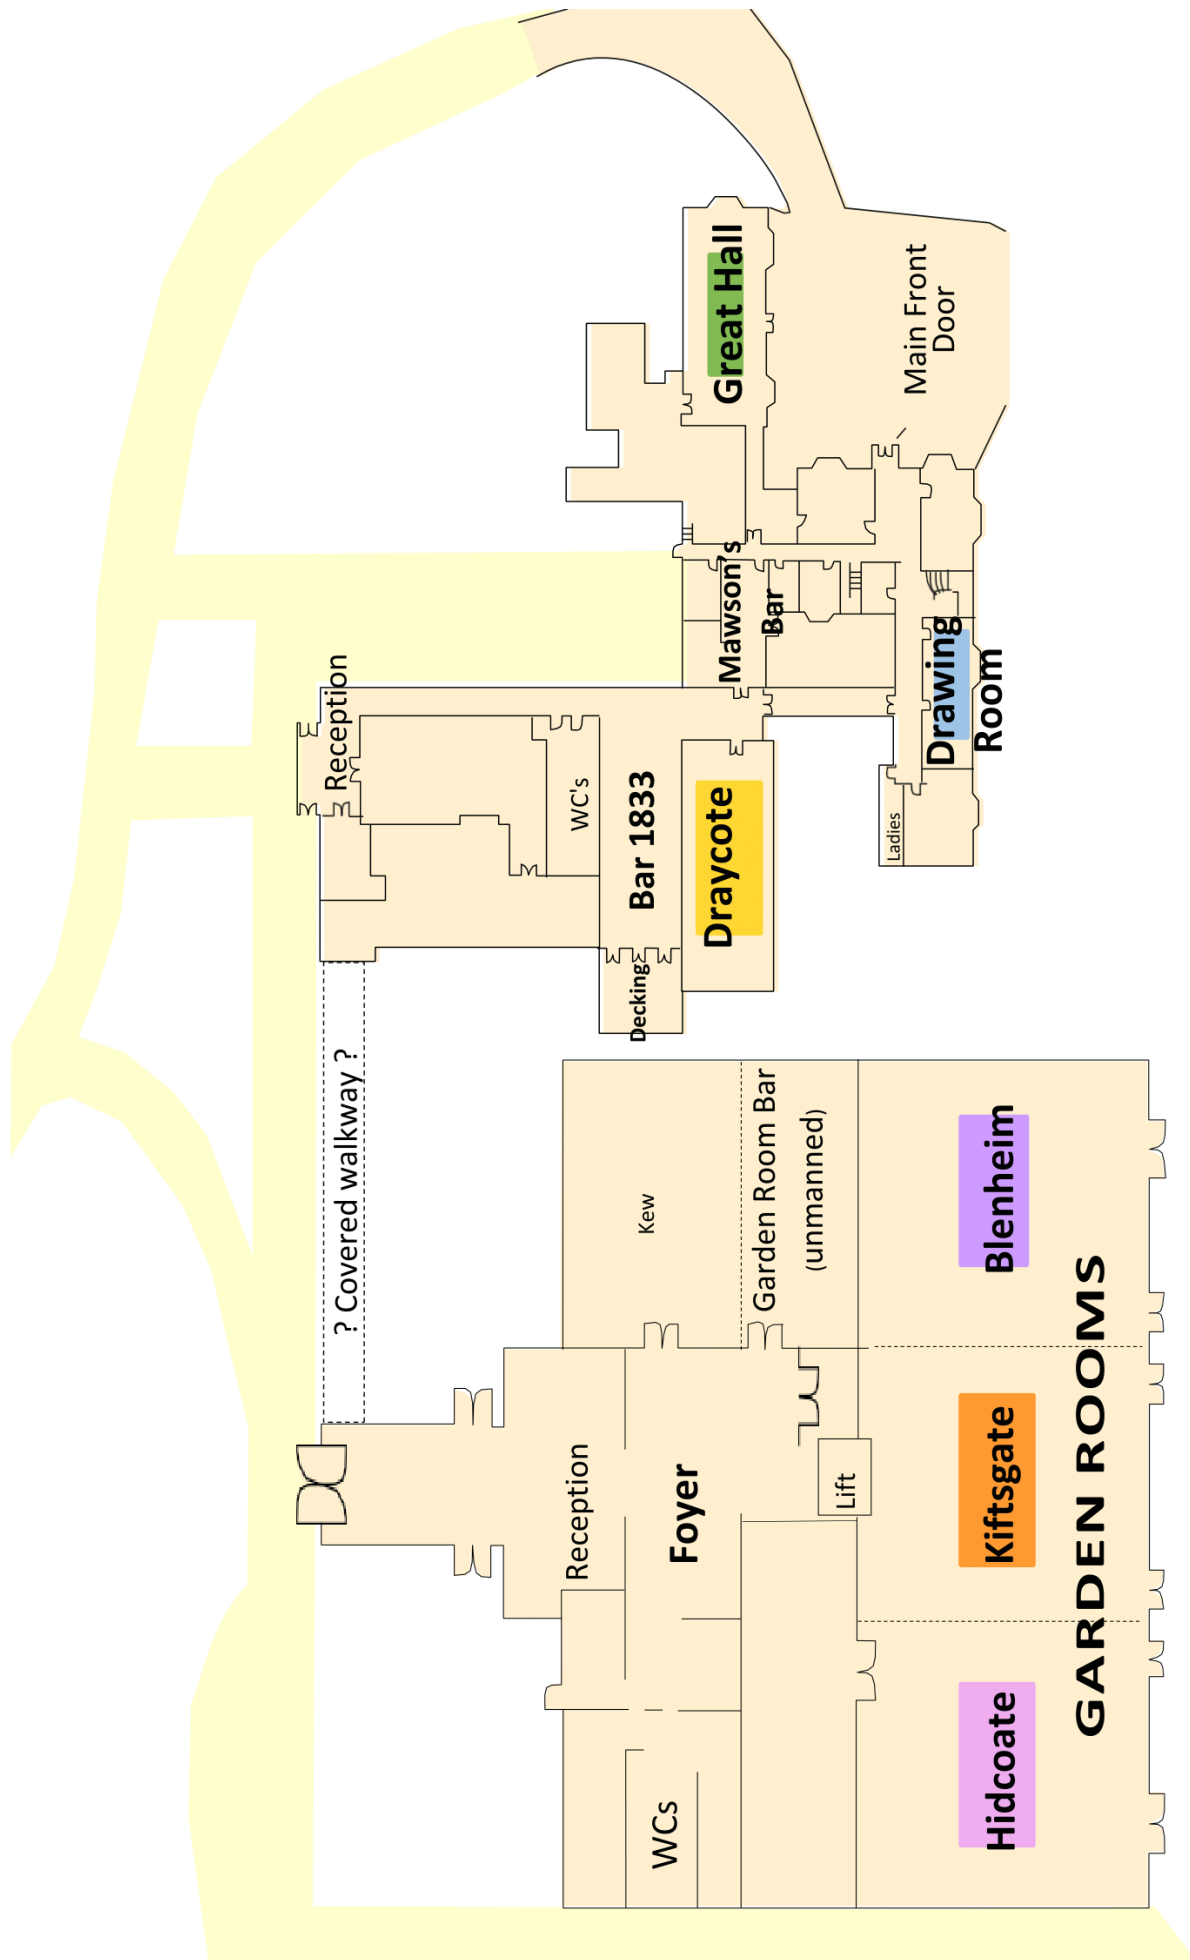 Great Hall
Main Front
Door
Mawson's
Bar
Reception
Drawing
Room
WC's
Bar 1833
Draycote
Ladies
Decking
? Covered walkway ?
Kew
Garden Room Bar
(unmanned)
Blenheim
Reception
Foyer
Lift
Kiftsgate
GARDEN ROOMS
WCs
Hidcoate